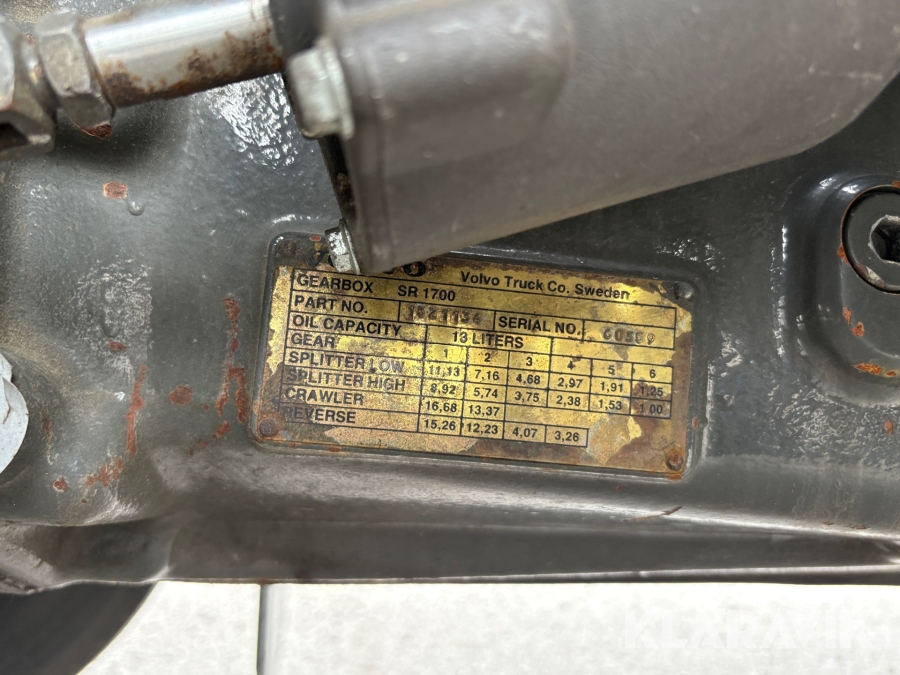 Volvo Truck Co. Sweden
GEARBOX SR 1700
PART NO. SERIAL NO. 60509
OIL CAPACITY 13 LITERS
GEAR 1 2 3 4 5 6
SPLITTER LOW 11,13 7,16 4,68 2,97 1,91 1,25
SPLITTER HIGH 8,92 5,74 3,75 2,38 1,53 1,00
CRAWLER 16,68 13,37
REVERSE 15,26 12,23 4,07 3,26
KLARAVIK